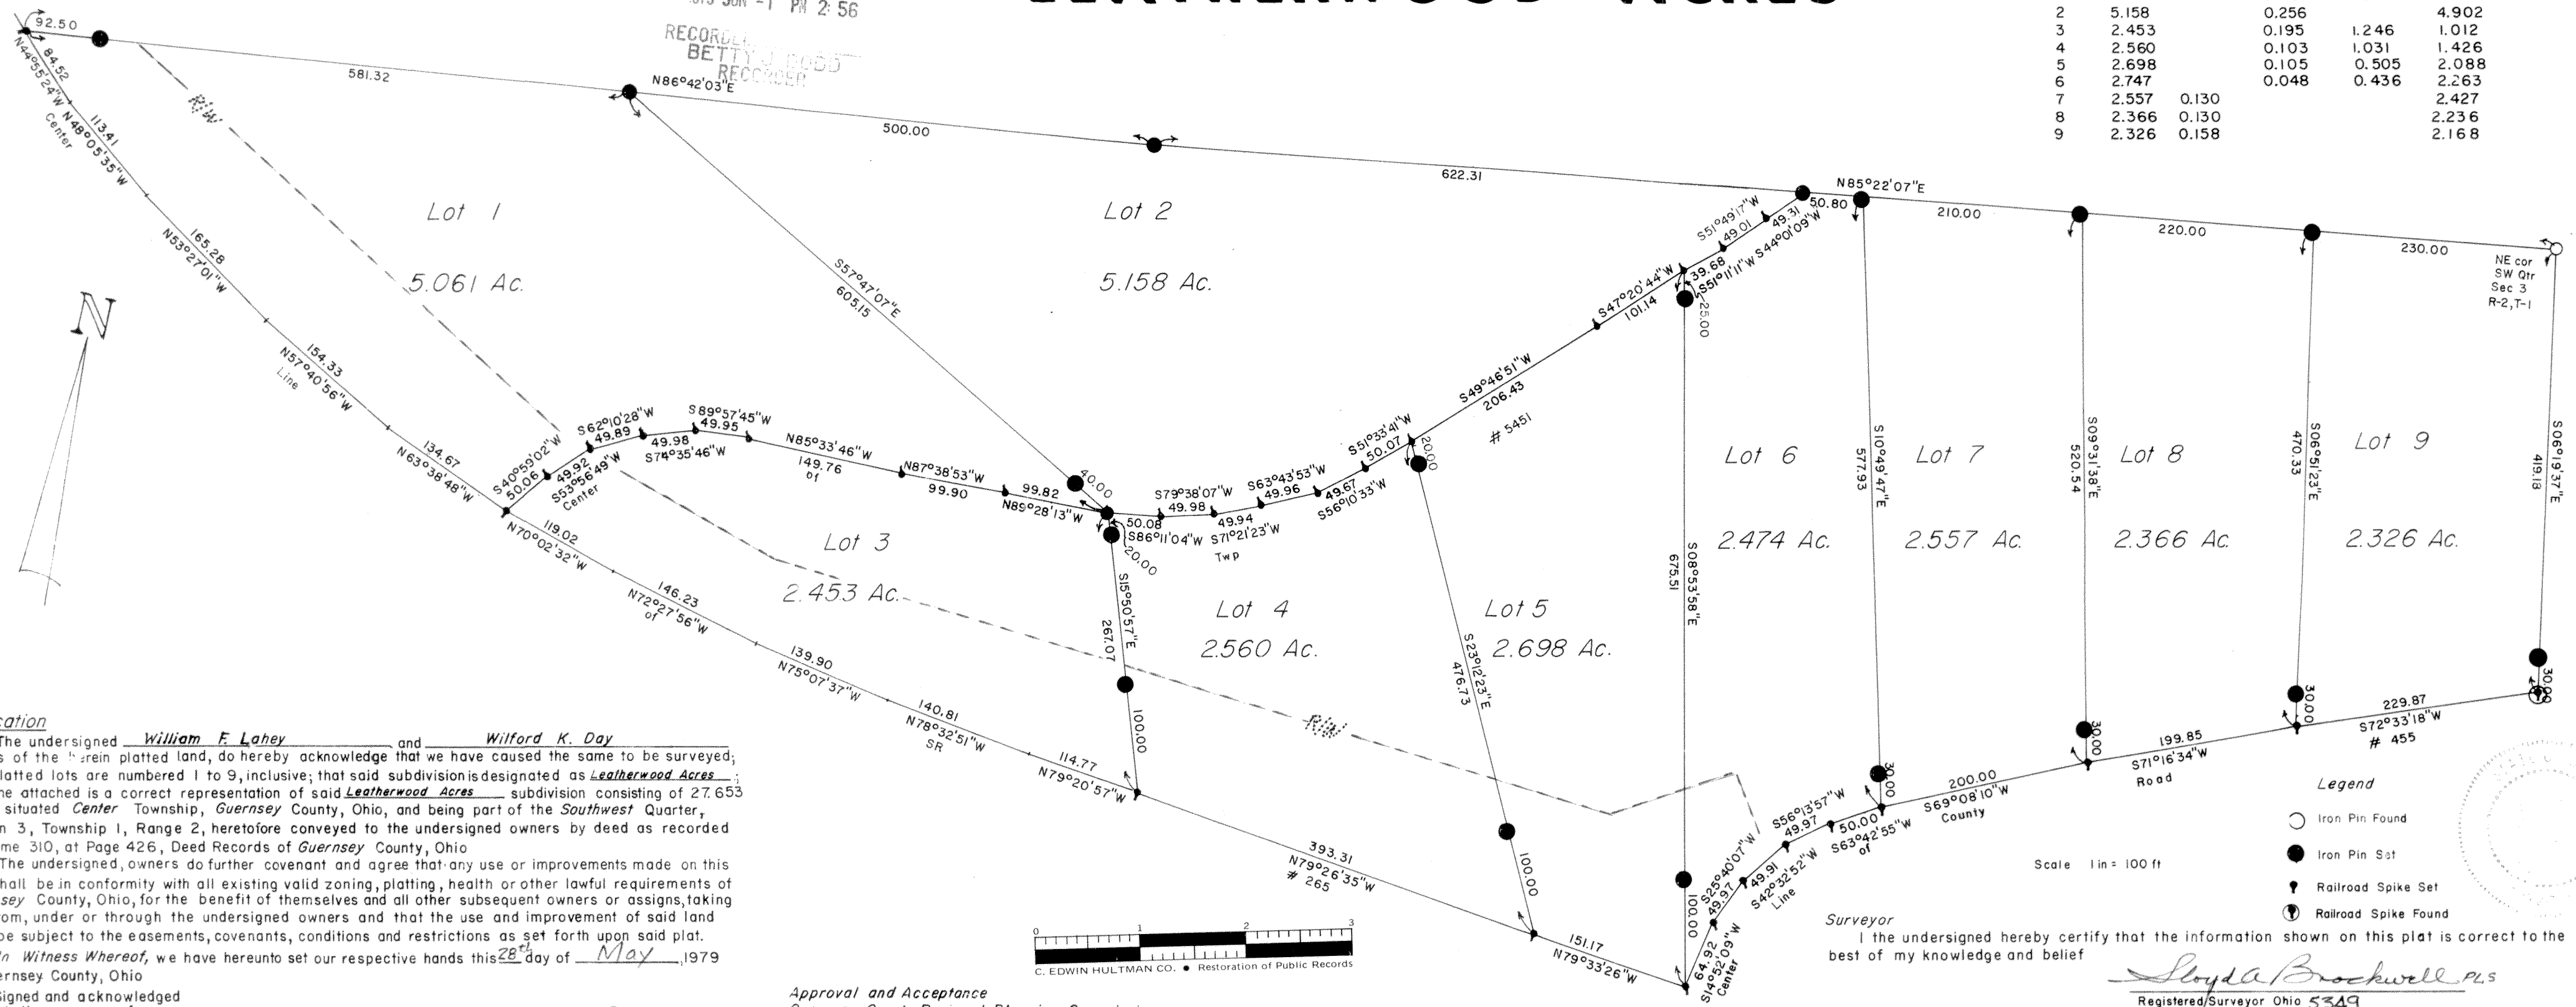 PM 2:56
BETTY J. DODD
RECORDER
LEATHERWOOD ACRES
2 5.158 0.256 4.902
3 2.453 0.195 1.246 1.012
4 2.560 0.103 1.031 1.426
5 2.698 0.105 0.505 2.088
6 2.747 0.048 0.436 2.263
7 2.557 0.130 2.427
8 2.366 0.130 2.236
9 2.326 0.158 2.168
92.50
581.32
N86°42'03"E
500.00
622.31
N85°22'07"E
50.80
210.00
220.00
230.00
NE cor
SW Qtr
Sec 3
R-2,T-1
84.52
N44°55'24"W
Center
113.41
N48°05'35"W
165.28
N53°27'01"W
154.33
N57°40'56"W
Line
134.67
N63°38'48"W
119.02
N70°02'32"W
146.23
N72°27'56"W
of
139.90
N75°07'37"W
140.81
N78°32'51"W
SR
114.77
N79°20'57"W
393.31
N79°26'35"W
# 265
151.17
N79°33'26"W
R/W
N
Lot 1
5.061 Ac.
S57°47'07"E
605.15
40.00
Lot 2
5.158 Ac.
S40°59'02"W
50.06
S53°56'49"W
49.92
Center
S62°10'28"W
49.89
S74°35'46"W
49.98
S89°57'45"W
49.95
N85°33'46"W
149.76
of
N87°38'53"W
99.90
99.82
N89°28'13"W
50.08
S86°11'04"W
S79°38'07"W
49.98
49.94
S71°21'23"W
Twp
S63°43'53"W
49.96
49.67
S56°10'33"W
S51°33'41"W
50.07
S49°46'51"W
206.43
# 5451
S47°20'44"W
101.14
39.68
S51°11'11"W
S51°49'17"W
49.01
49.31
S44°01'09"W
25.00
20.00
20.00
Lot 3
2.453 Ac.
S15°50'57"E
267.07
100.00
Lot 4
2.560 Ac.
S23°12'23"E
476.73
100.00
Lot 5
2.698 Ac.
S08°53'58"E
675.51
100.00
R/W
Lot 6
2.474 Ac.
S10°49'47"E
577.93
30.00
Lot 7
2.557 Ac.
S09°31'38"E
520.54
30.00
Lot 8
2.366 Ac.
S06°51'23"E
470.33
30.00
Lot 9
2.326 Ac.
S06°19'37"E
419.18
30.00
64.92
S14°52'09"W
Center
S25°40'07"W
49.97
49.91
S42°32'52"W
Line
S56°13'57"W
49.97
50.00
S63°42'55"W
of
200.00
S69°08'10"W
County
199.85
S71°16'34"W
Road
229.87
S72°33'18"W
# 455
cation
The undersigned William F. Lahey and Wilford K. Day
s of the herein platted land, do hereby acknowledge that we have caused the same to be surveyed;
latted lots are numbered 1 to 9, inclusive; that said subdivision is designated as Leatherwood Acres ;
he attached is a correct representation of said Leatherwood Acres subdivision consisting of 27.653
situated Center Township, Guernsey County, Ohio, and being part of the Southwest Quarter,
n 3, Township 1, Range 2, heretofore conveyed to the undersigned owners by deed as recorded
me 310, at Page 426, Deed Records of Guernsey County, Ohio
The undersigned, owners do further covenant and agree that any use or improvements made on this
hall be in conformity with all existing valid zoning, platting, health or other lawful requirements of
sey County, Ohio, for the benefit of themselves and all other subsequent owners or assigns, taking
om, under or through the undersigned owners and that the use and improvement of said land
be subject to the easements, covenants, conditions and restrictions as set forth upon said plat.
In Witness Whereof, we have hereunto set our respective hands this 28th day of May ,1979
ernsey County, Ohio
Signed and acknowledged
0 1 2 3
C. EDWIN HULTMAN CO. ● Restoration of Public Records
Approval and Acceptance
Scale 1 in = 100 ft
Legend
Iron Pin Found
Iron Pin Set
Railroad Spike Set
Railroad Spike Found
Surveyor
I the undersigned hereby certify that the information shown on this plat is correct to the
best of my knowledge and belief
Lloyd A Brockwell PLS
Registered Surveyor Ohio 5349